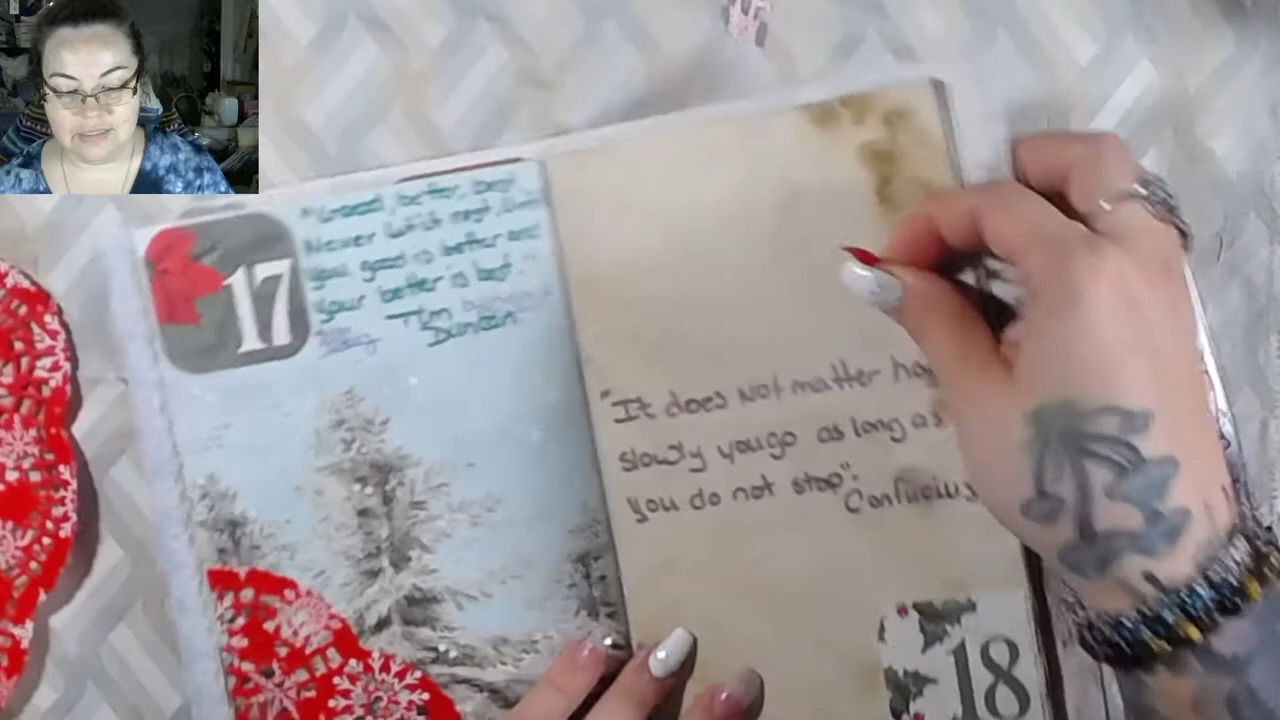 17
"Good, better, best.
Never let it rest. Until
your good is better and
your better is best."
Tim
Duncan
"It does Not matter how
slowly you go as long as
you do not stop".
Confucius
18